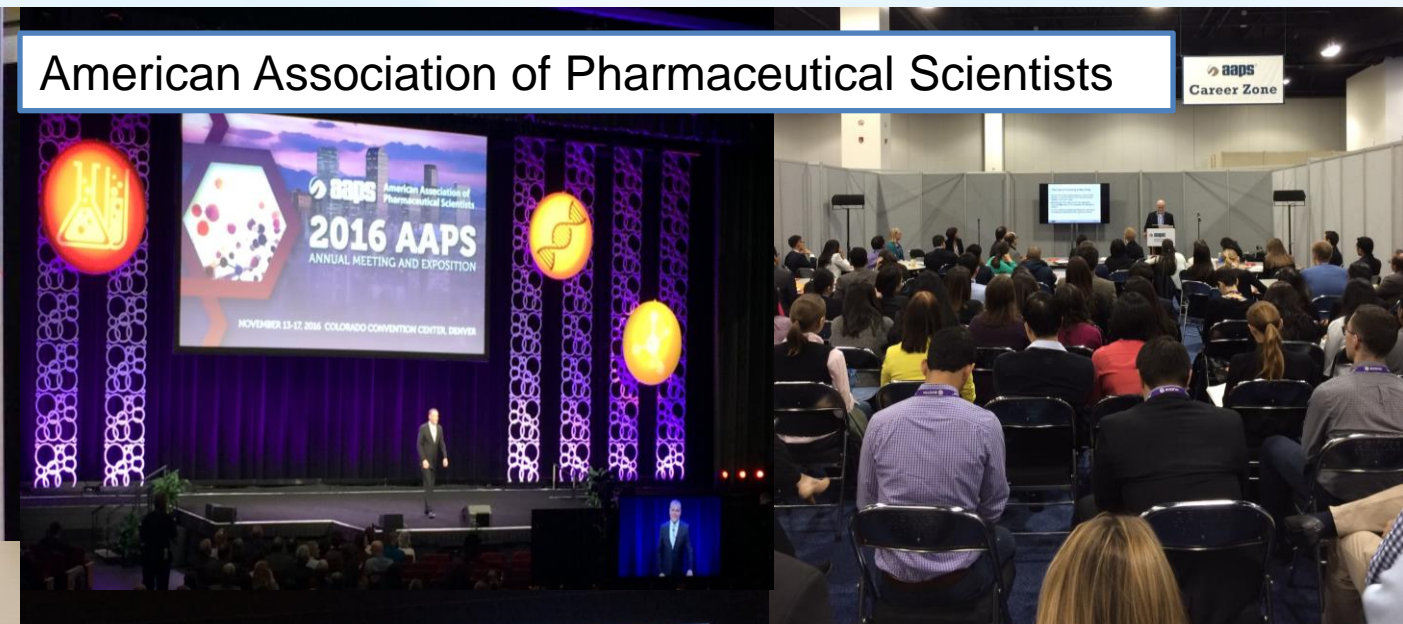 American Association of Pharmaceutical Scientists
aaps
Career Zone
aaps American Association of
Pharmaceutical Scientists
2016 AAPS
ANNUAL MEETING AND EXPOSITION
NOVEMBER 13-17, 2016 COLORADO CONVENTION CENTER, DENVER
aaps